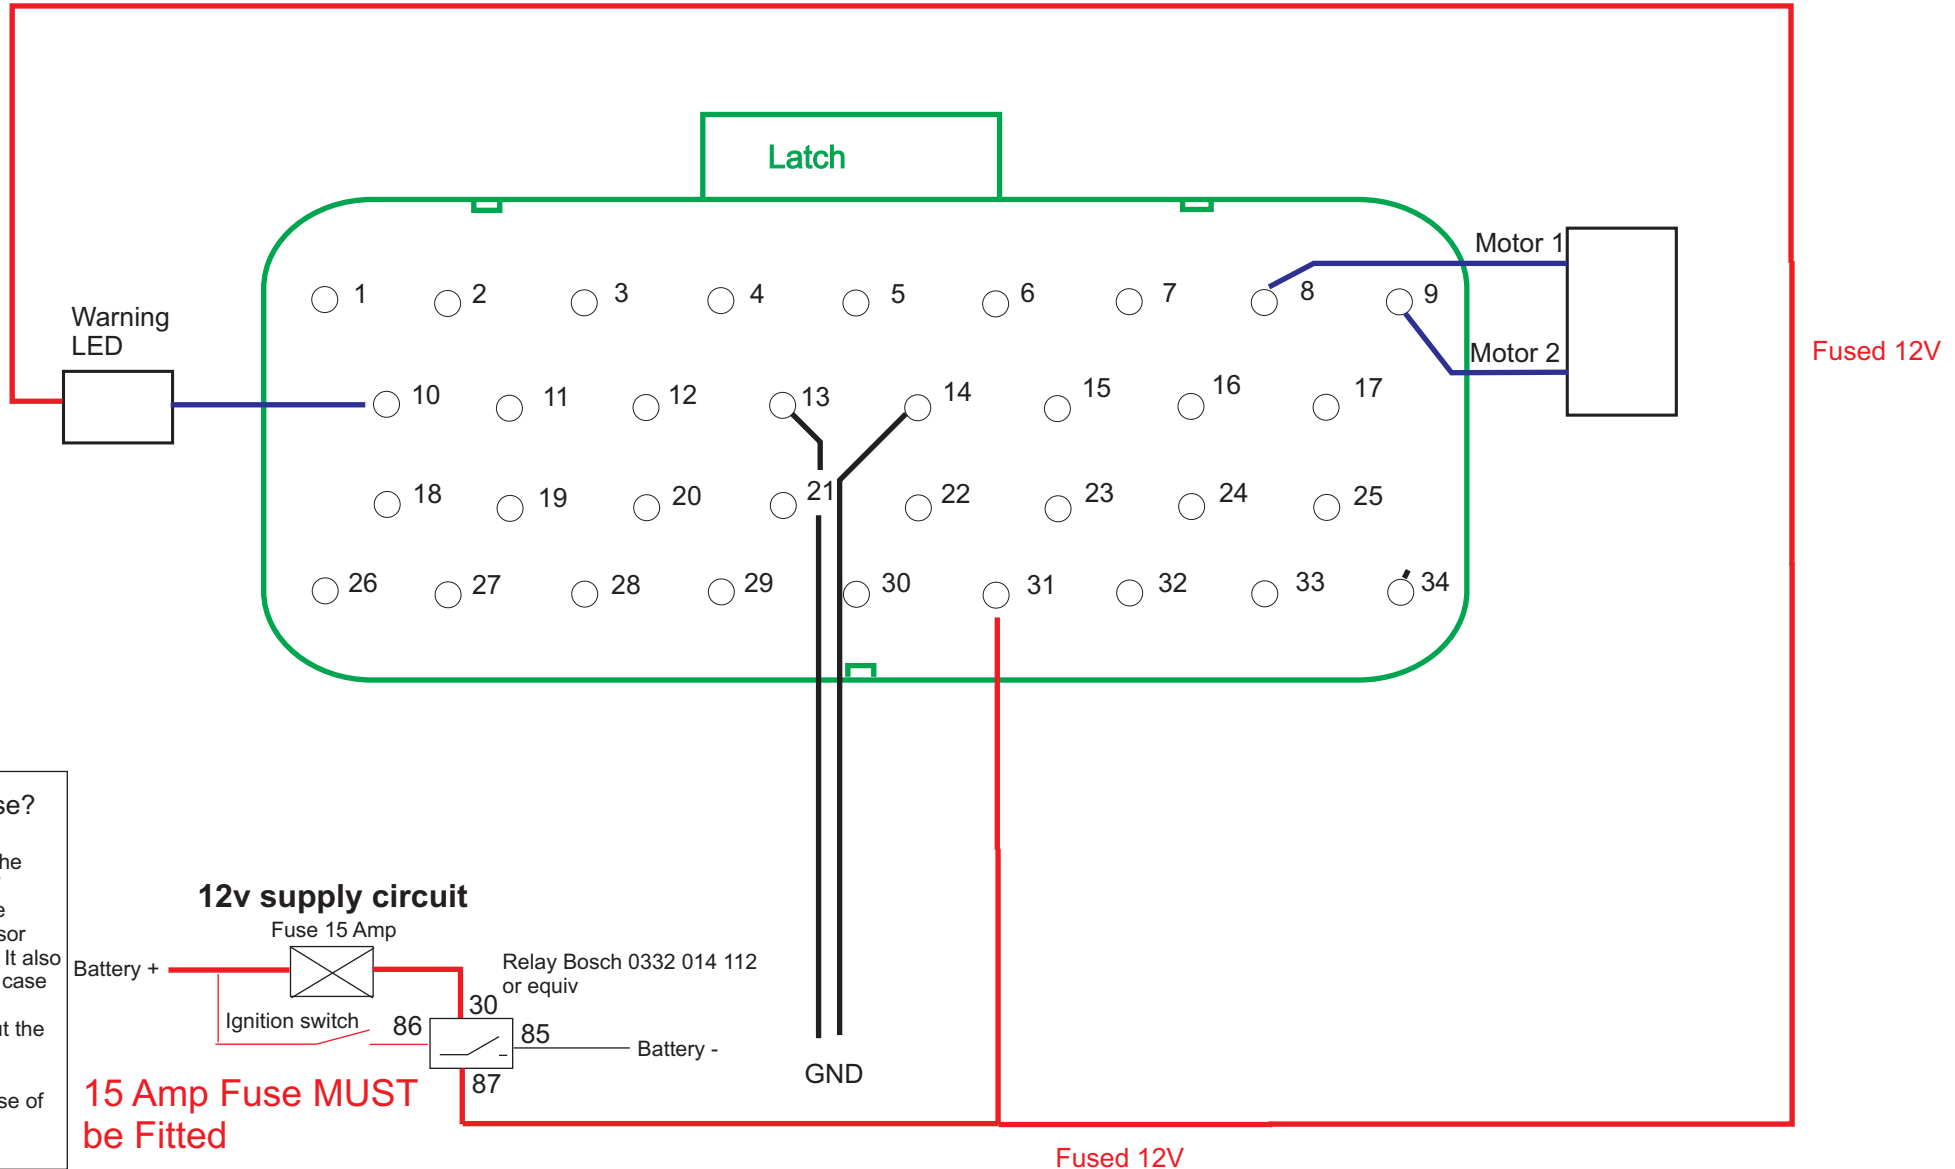 Latch
Motor 1
1
2
3
4
5
6
7
8
9
Warning
LED
Motor 2
Fused 12V
10
11
12
13
14
15
16
17
18
19
20
21
22
23
24
25
26
27
28
29
30
31
32
33
34
se?
he
e
sor
It also
case
ut the
se of
12v supply circuit
Fuse 15 Amp
Battery +
Relay Bosch 0332 014 112
or equiv
30
Ignition switch
86
85
Battery -
87
GND
15 Amp Fuse MUST
be Fitted
Fused 12V